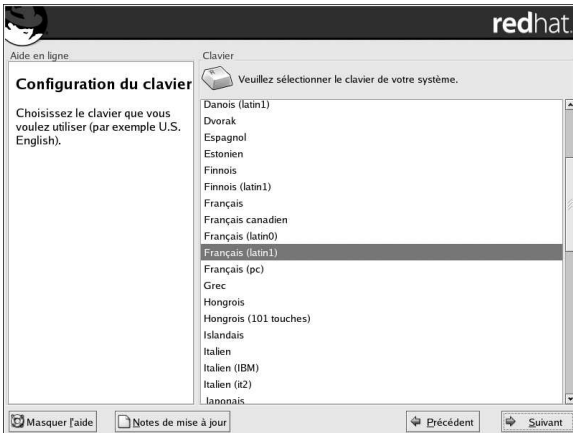 redhat.
Aide en ligne
Configuration du clavier
Choisissez le clavier que vous
voulez utiliser (par exemple U.S.
English).
Clavier
Veuillez sélectionner le clavier de votre système.
Danois (latin1)
Dvorak
Espagnol
Estonien
Finnois
Finnois (latin1)
Français
Français canadien
Français (latin0)
Français (latin1)
Français (pc)
Grec
Hongrois
Hongrois (101 touches)
Islandais
Italien
Italien (IBM)
Italien (it2)
Japonais
Masquer l'aide
Notes de mise à jour
Précédent
Suivant